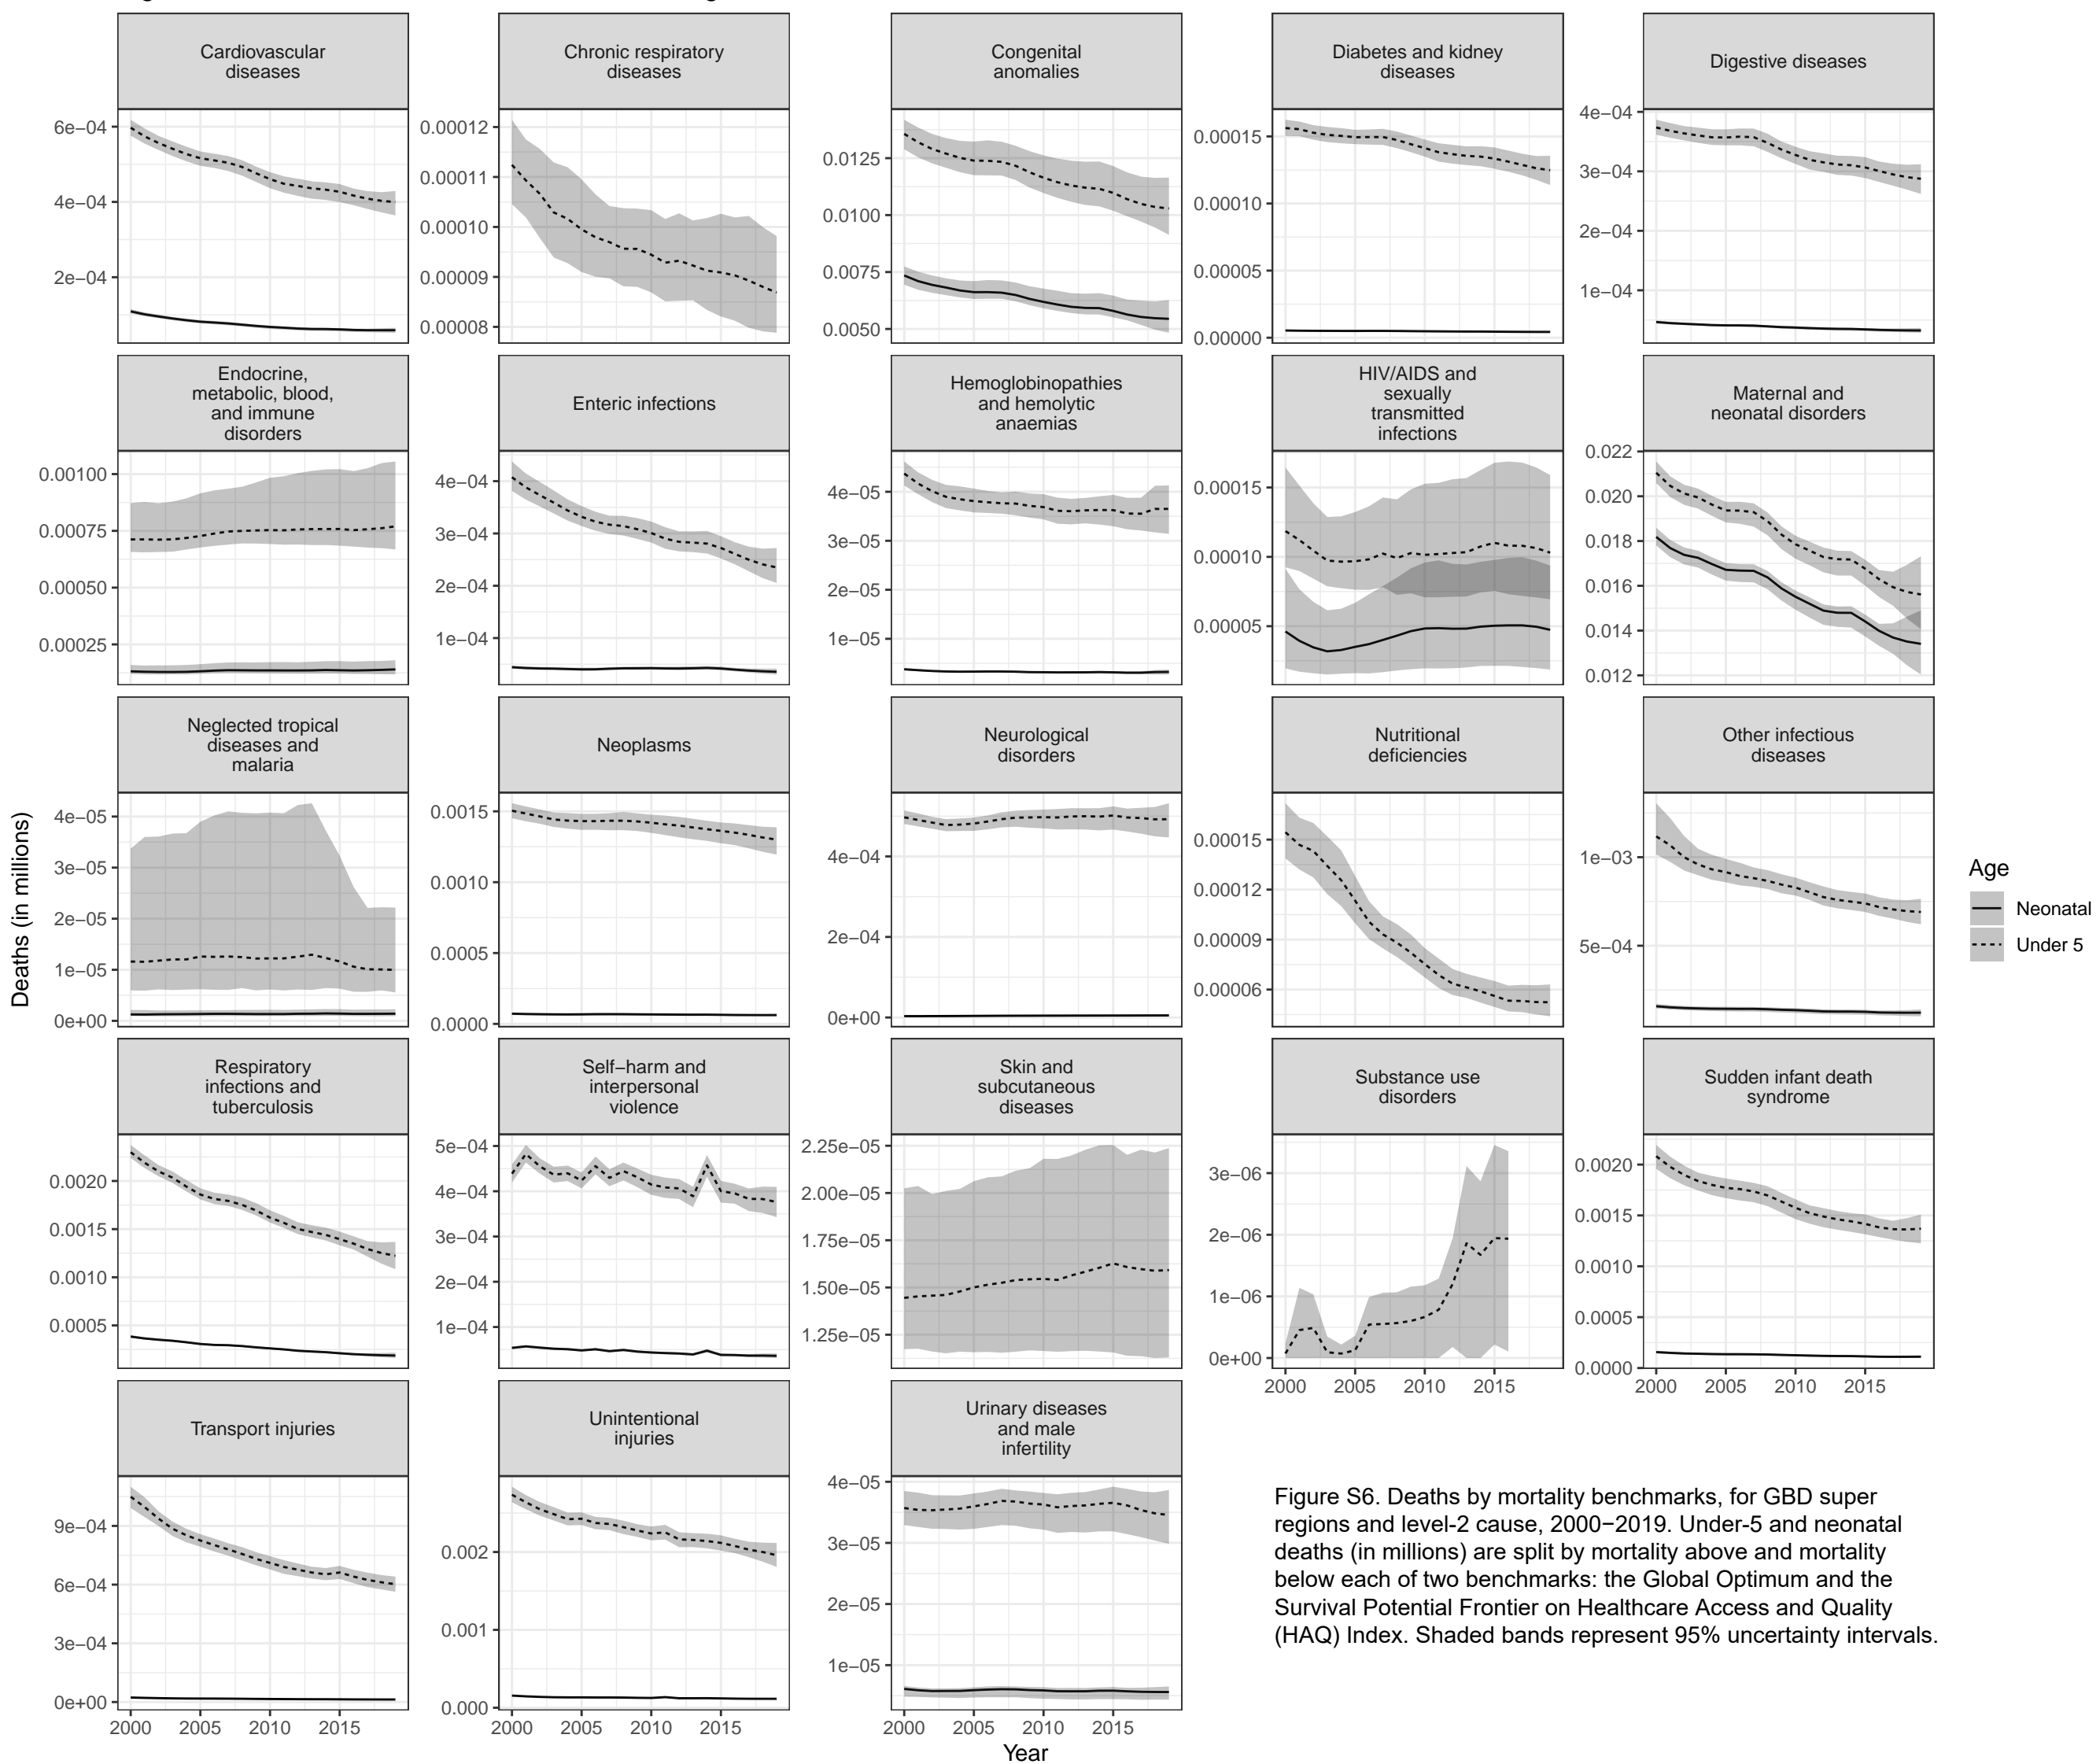 Cardiovascular
diseases
Chronic respiratory
diseases
Congenital
anomalies
Diabetes and kidney
diseases
Digestive diseases
6e−04
4e−04
2e−04
0.00012
0.00011
0.00010
0.00009
0.00008
0.0125
0.0100
0.0075
0.0050
0.00015
0.00010
0.00005
0.00000
4e−04
3e−04
2e−04
1e−04
Endocrine,
metabolic, blood,
and immune
disorders
Enteric infections
Hemoglobinopathies
and hemolytic
anaemias
HIV/AIDS and
sexually
transmitted
infections
Maternal and
neonatal disorders
0.00100
0.00075
0.00050
0.00025
4e−04
3e−04
2e−04
1e−04
4e−05
3e−05
2e−05
1e−05
0.00015
0.00010
0.00005
0.022
0.020
0.018
0.016
0.014
0.012
Neglected tropical
diseases and
malaria
Neoplasms
Neurological
disorders
Nutritional
deficiencies
Other infectious
diseases
4e−05
3e−05
2e−05
1e−05
0e+00
0.0015
0.0010
0.0005
0.0000
4e−04
2e−04
0e+00
0.00015
0.00012
0.00009
0.00006
1e−03
5e−04
Deaths (in millions)
Age
Neonatal
Under 5
Respiratory
infections and
tuberculosis
Self−harm and
interpersonal
violence
Skin and
subcutaneous
diseases
Substance use
disorders
Sudden infant death
syndrome
0.0020
0.0015
0.0010
0.0005
5e−04
4e−04
3e−04
2e−04
1e−04
2.25e−05
2.00e−05
1.75e−05
1.50e−05
1.25e−05
3e−06
2e−06
1e−06
0e+00
2000 2005 2010 2015
0.0020
0.0015
0.0010
0.0005
0.0000
2000 2005 2010 2015
Transport injuries
Unintentional
injuries
Urinary diseases
and male
infertility
9e−04
6e−04
3e−04
0e+00
2000 2005 2010 2015
0.002
0.001
0.000
2000 2005 2010 2015
4e−05
3e−05
2e−05
1e−05
2000 2005 2010 2015
Year
Figure S6. Deaths by mortality benchmarks, for GBD super
regions and level-2 cause, 2000−2019. Under-5 and neonatal
deaths (in millions) are split by mortality above and mortality
below each of two benchmarks: the Global Optimum and the
Survival Potential Frontier on Healthcare Access and Quality
(HAQ) Index. Shaded bands represent 95% uncertainty intervals.